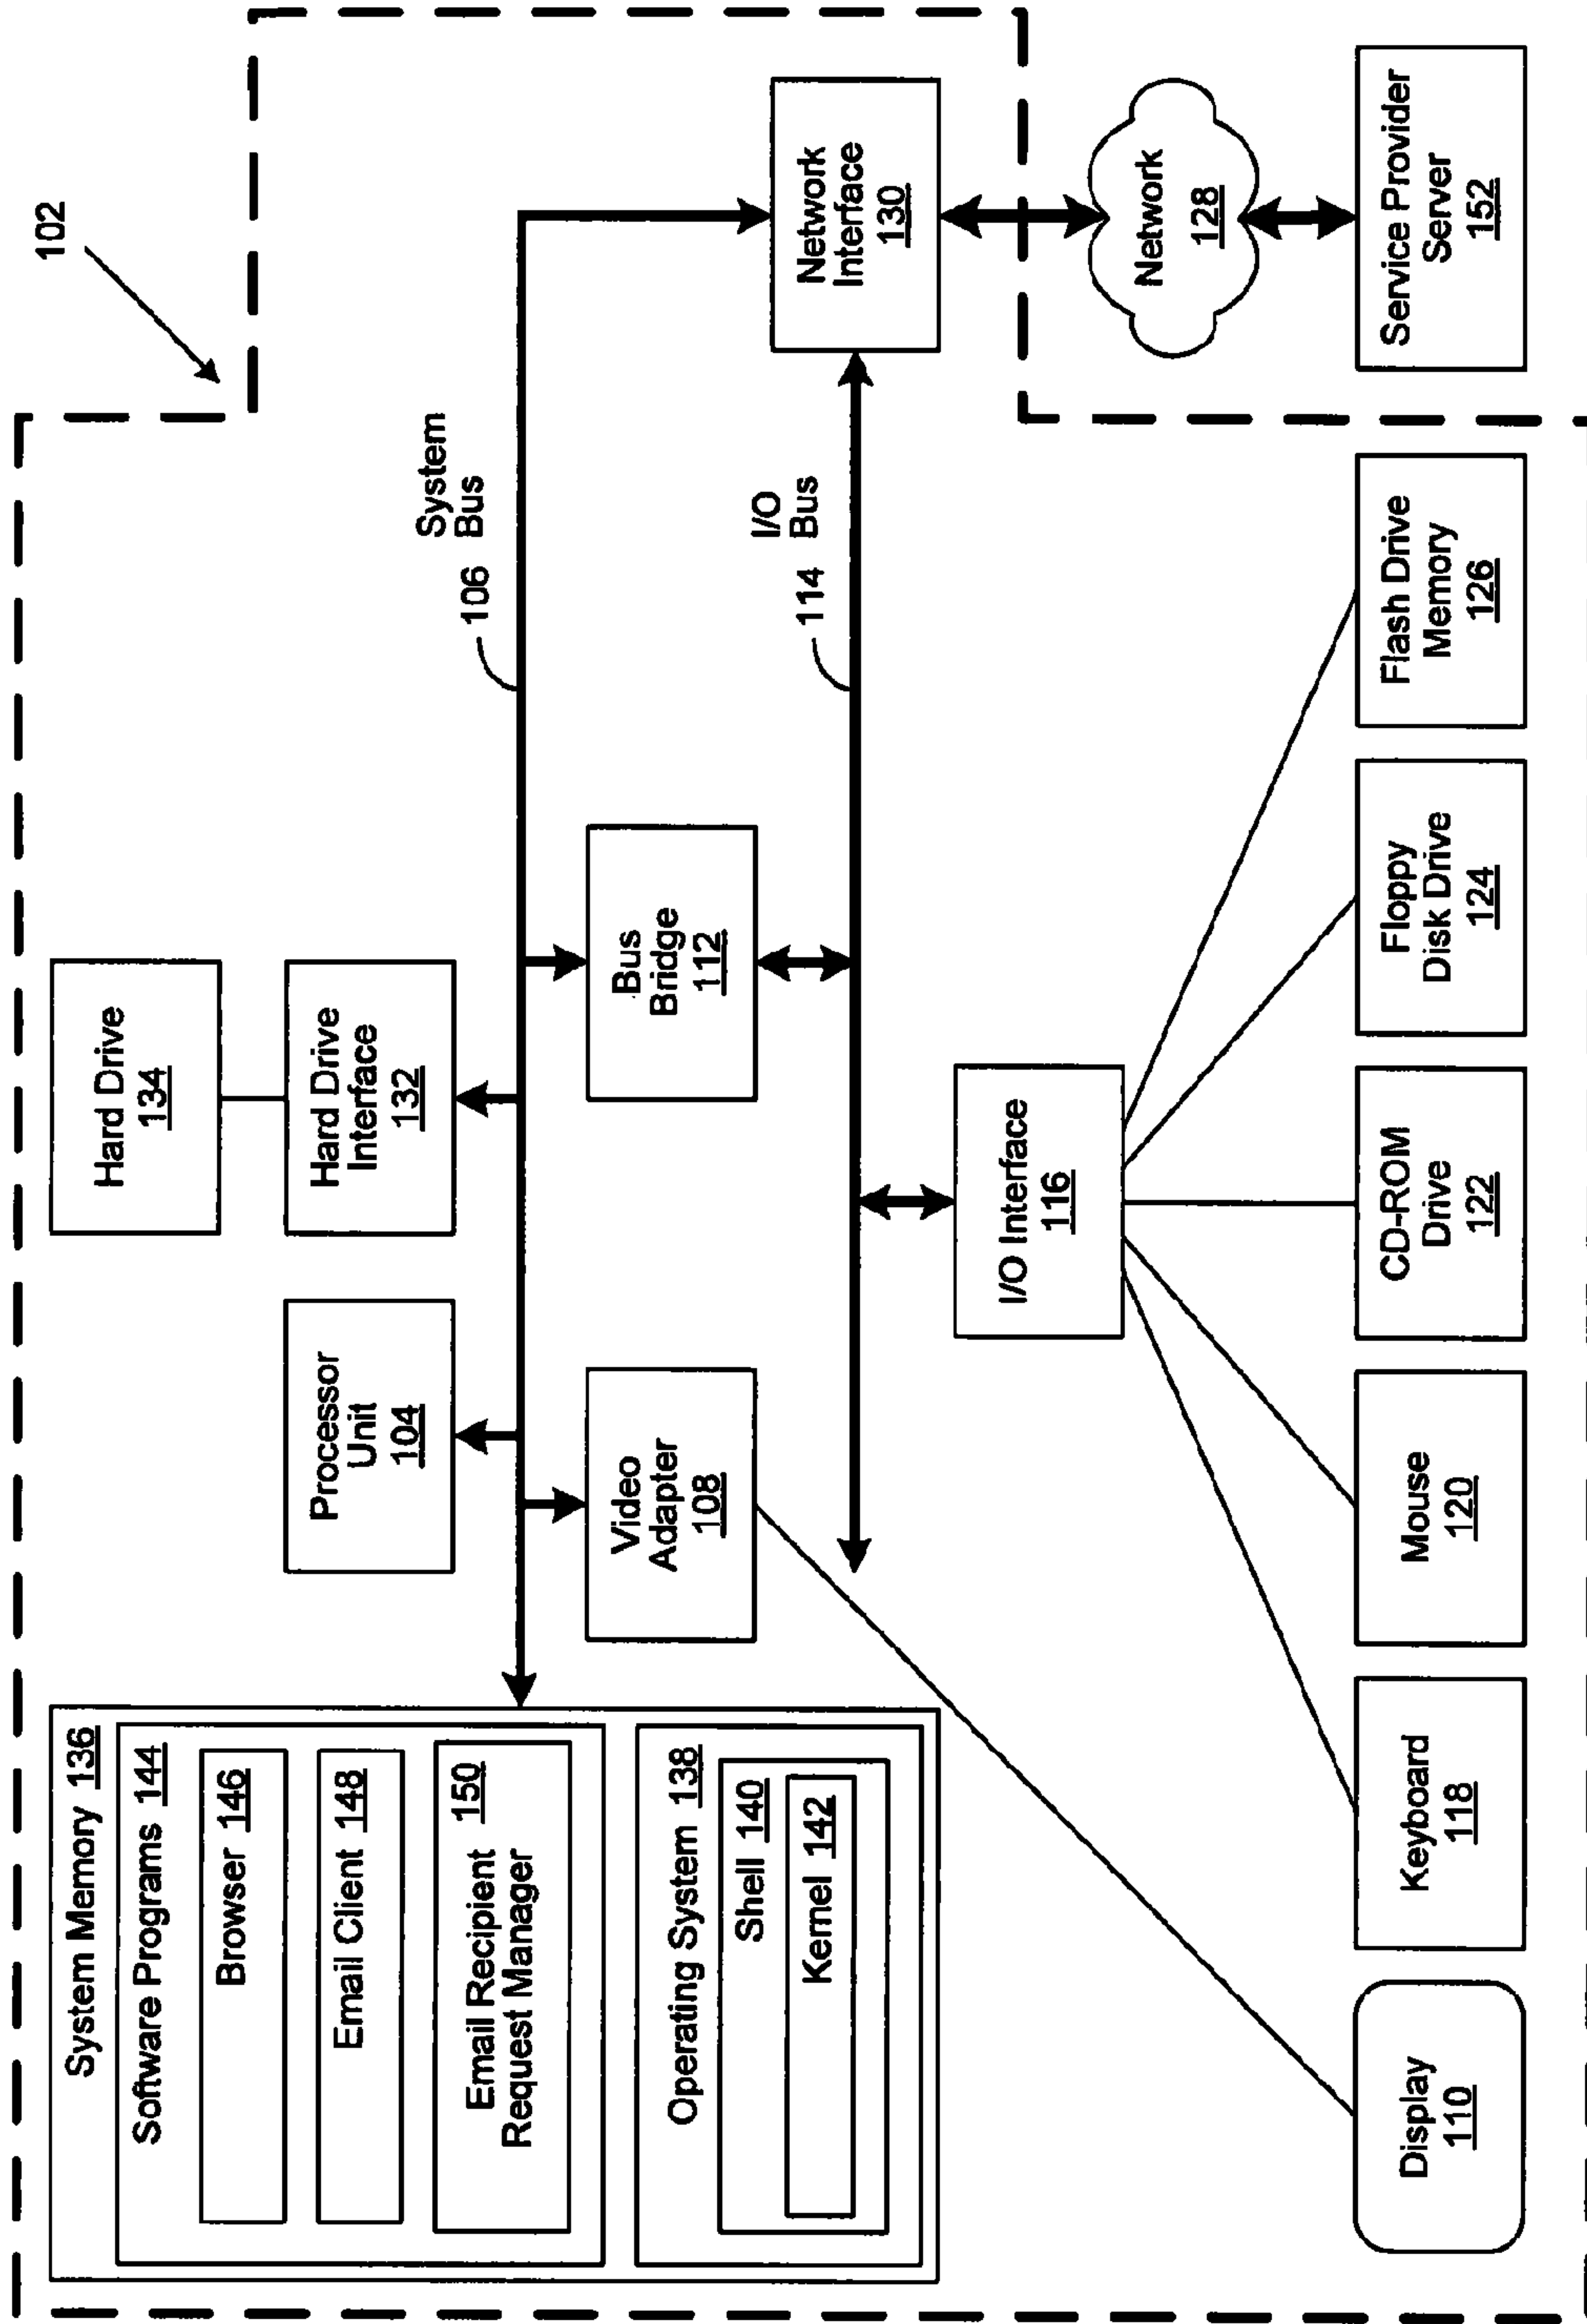 102
System Memory 136
Software Programs 144
Browser 146
Email Client 148
Email Recipient
Request Manager
150
Operating System 138
Shell 140
Kernel 142
Hard Drive
134
Hard Drive
Interface
132
Processor
Unit
104
106
System
Bus
Video
Adapter
108
Bus
Bridge
112
114
I/O
Bus
Network
Interface
130
I/O Interface
116
Network
128
Display
110
Keyboard
118
Mouse
120
CD-ROM
Drive
122
Floppy
Disk Drive
124
Flash Drive
Memory
126
Service Provider
Server
152